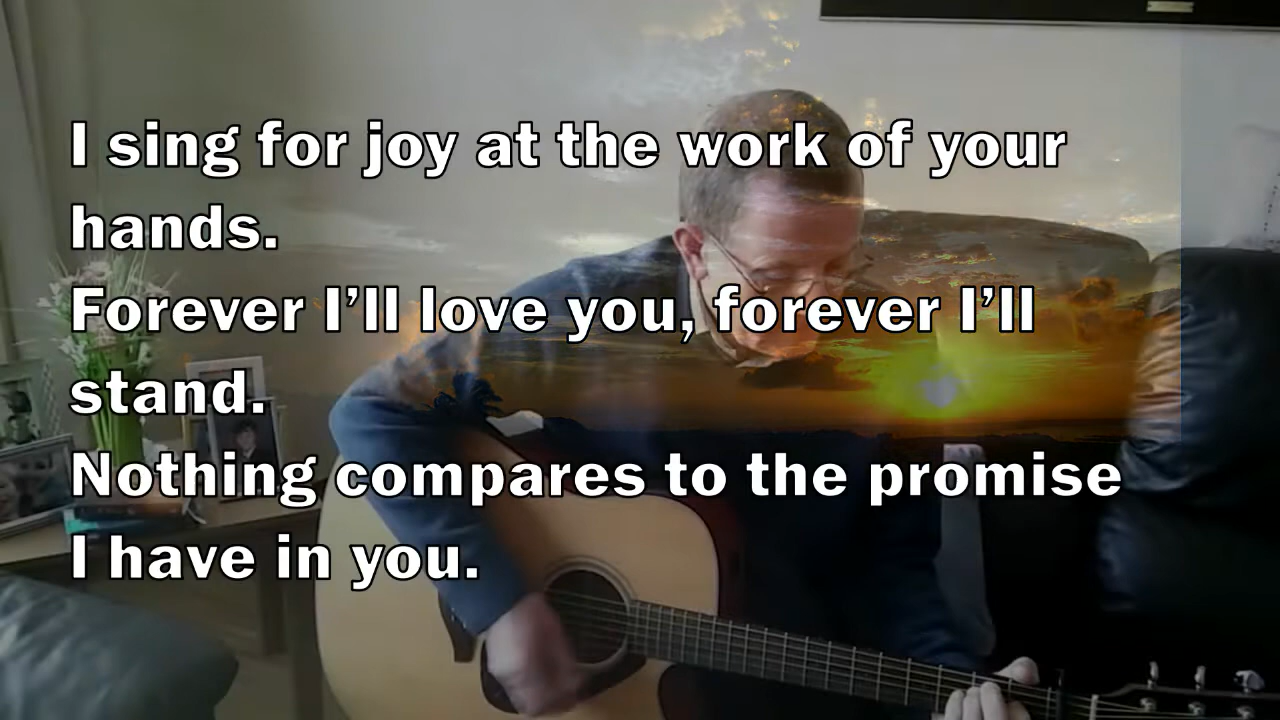 I sing for joy at the work of your
hands.
Forever I’ll love you, forever I’ll
stand.
Nothing compares to the promise
I have in you.